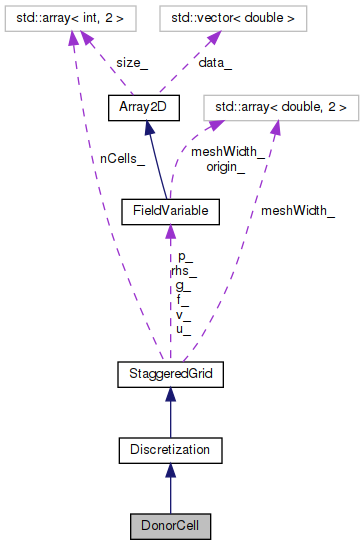 std::array< int, 2 >
std::vector< double >
size_
data_
Array2D
std::array< double, 2 >
nCells_
meshWidth_
origin_
FieldVariable
meshWidth_
p_
rhs_
g_
f_
v_
u_
StaggeredGrid
Discretization
DonorCell